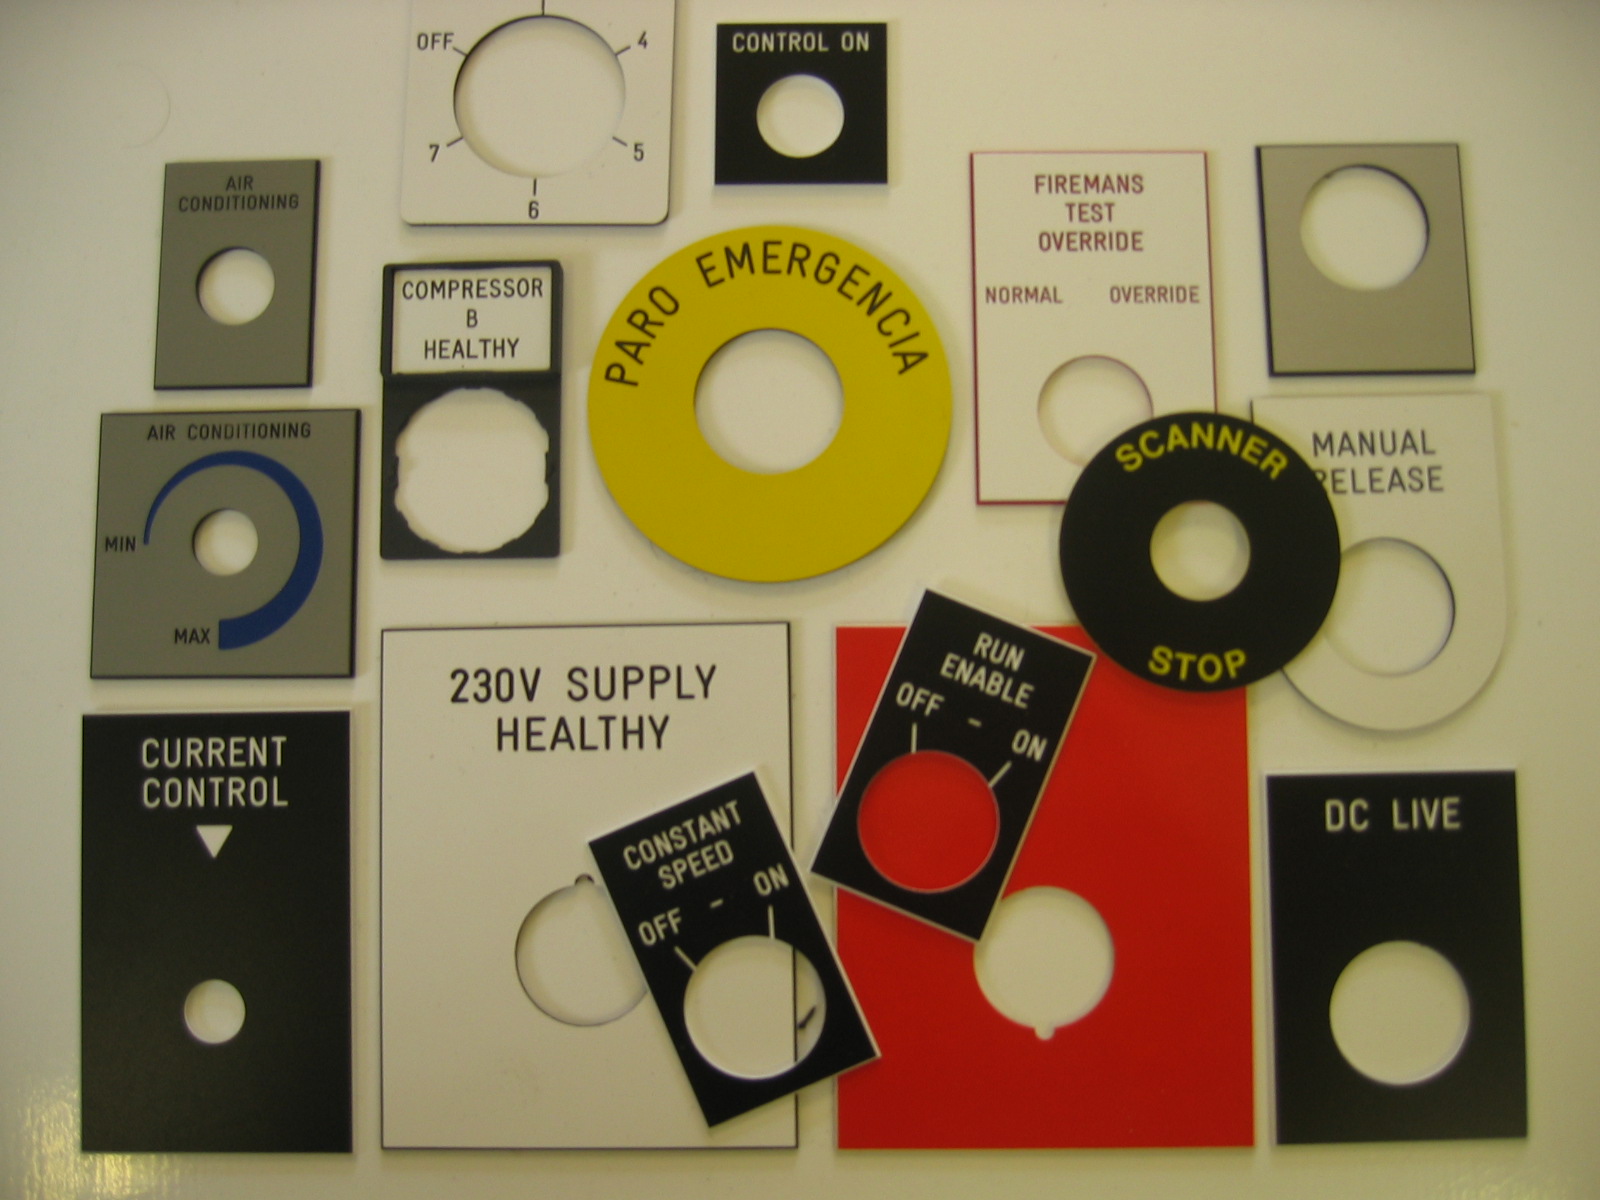 OFF
4
7
5
6
CONTROL ON
AIR
CONDITIONING
COMPRESSOR
B
HEALTHY
PARO EMERGENCIA
FIREMANS
TEST
OVERRIDE
NORMAL OVERRIDE
AIR CONDITIONING
MIN
MAX
SCANNER
STOP
MANUAL
RELEASE
230V SUPPLY
HEALTHY
RUN
ENABLE
OFF - ON
CURRENT
CONTROL
CONSTANT
SPEED
OFF - ON
DC LIVE